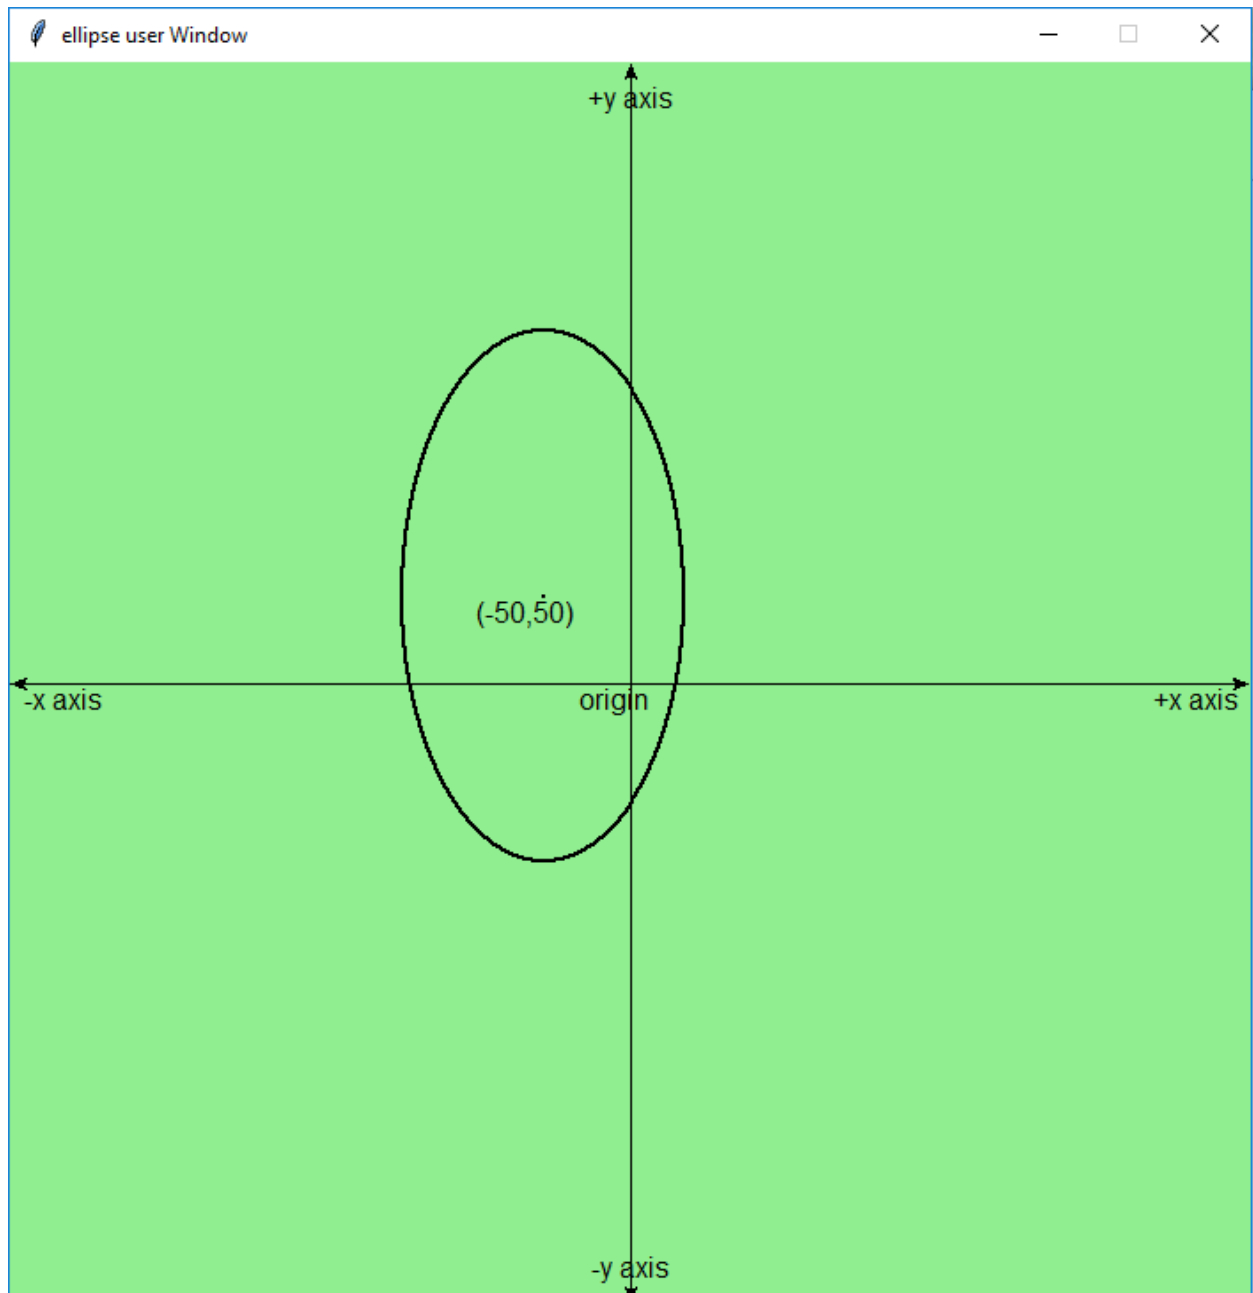 ellipse user Window
+y axis
(-50,50)
-x axis
origin
+x axis
-y axis